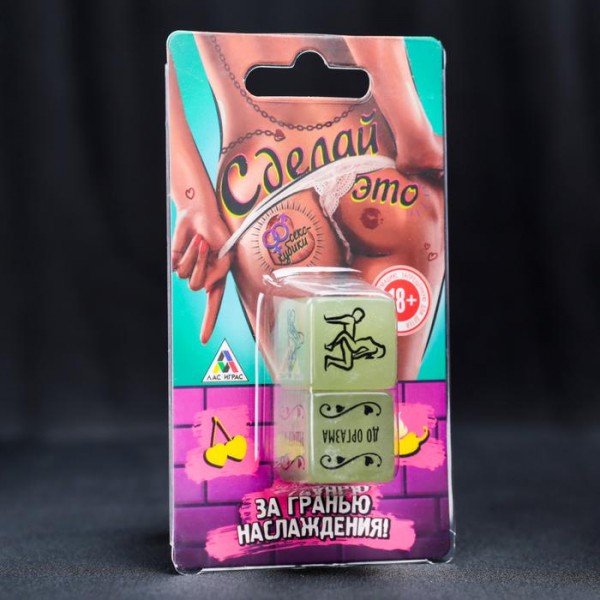 Сделай
это
секс-
кубики
18+
ЛАС ИГРАС
ДО ОРГАЗМА
ЗА ГРАНЬЮ
НАСЛАЖДЕНИЯ!